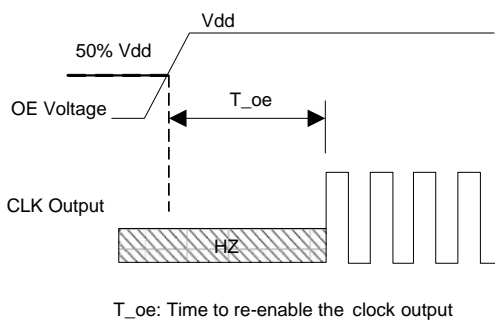 Vdd
50% Vdd
T_oe
OE Voltage
CLK Output
HZ
T_oe: Time to re-enable the clock output